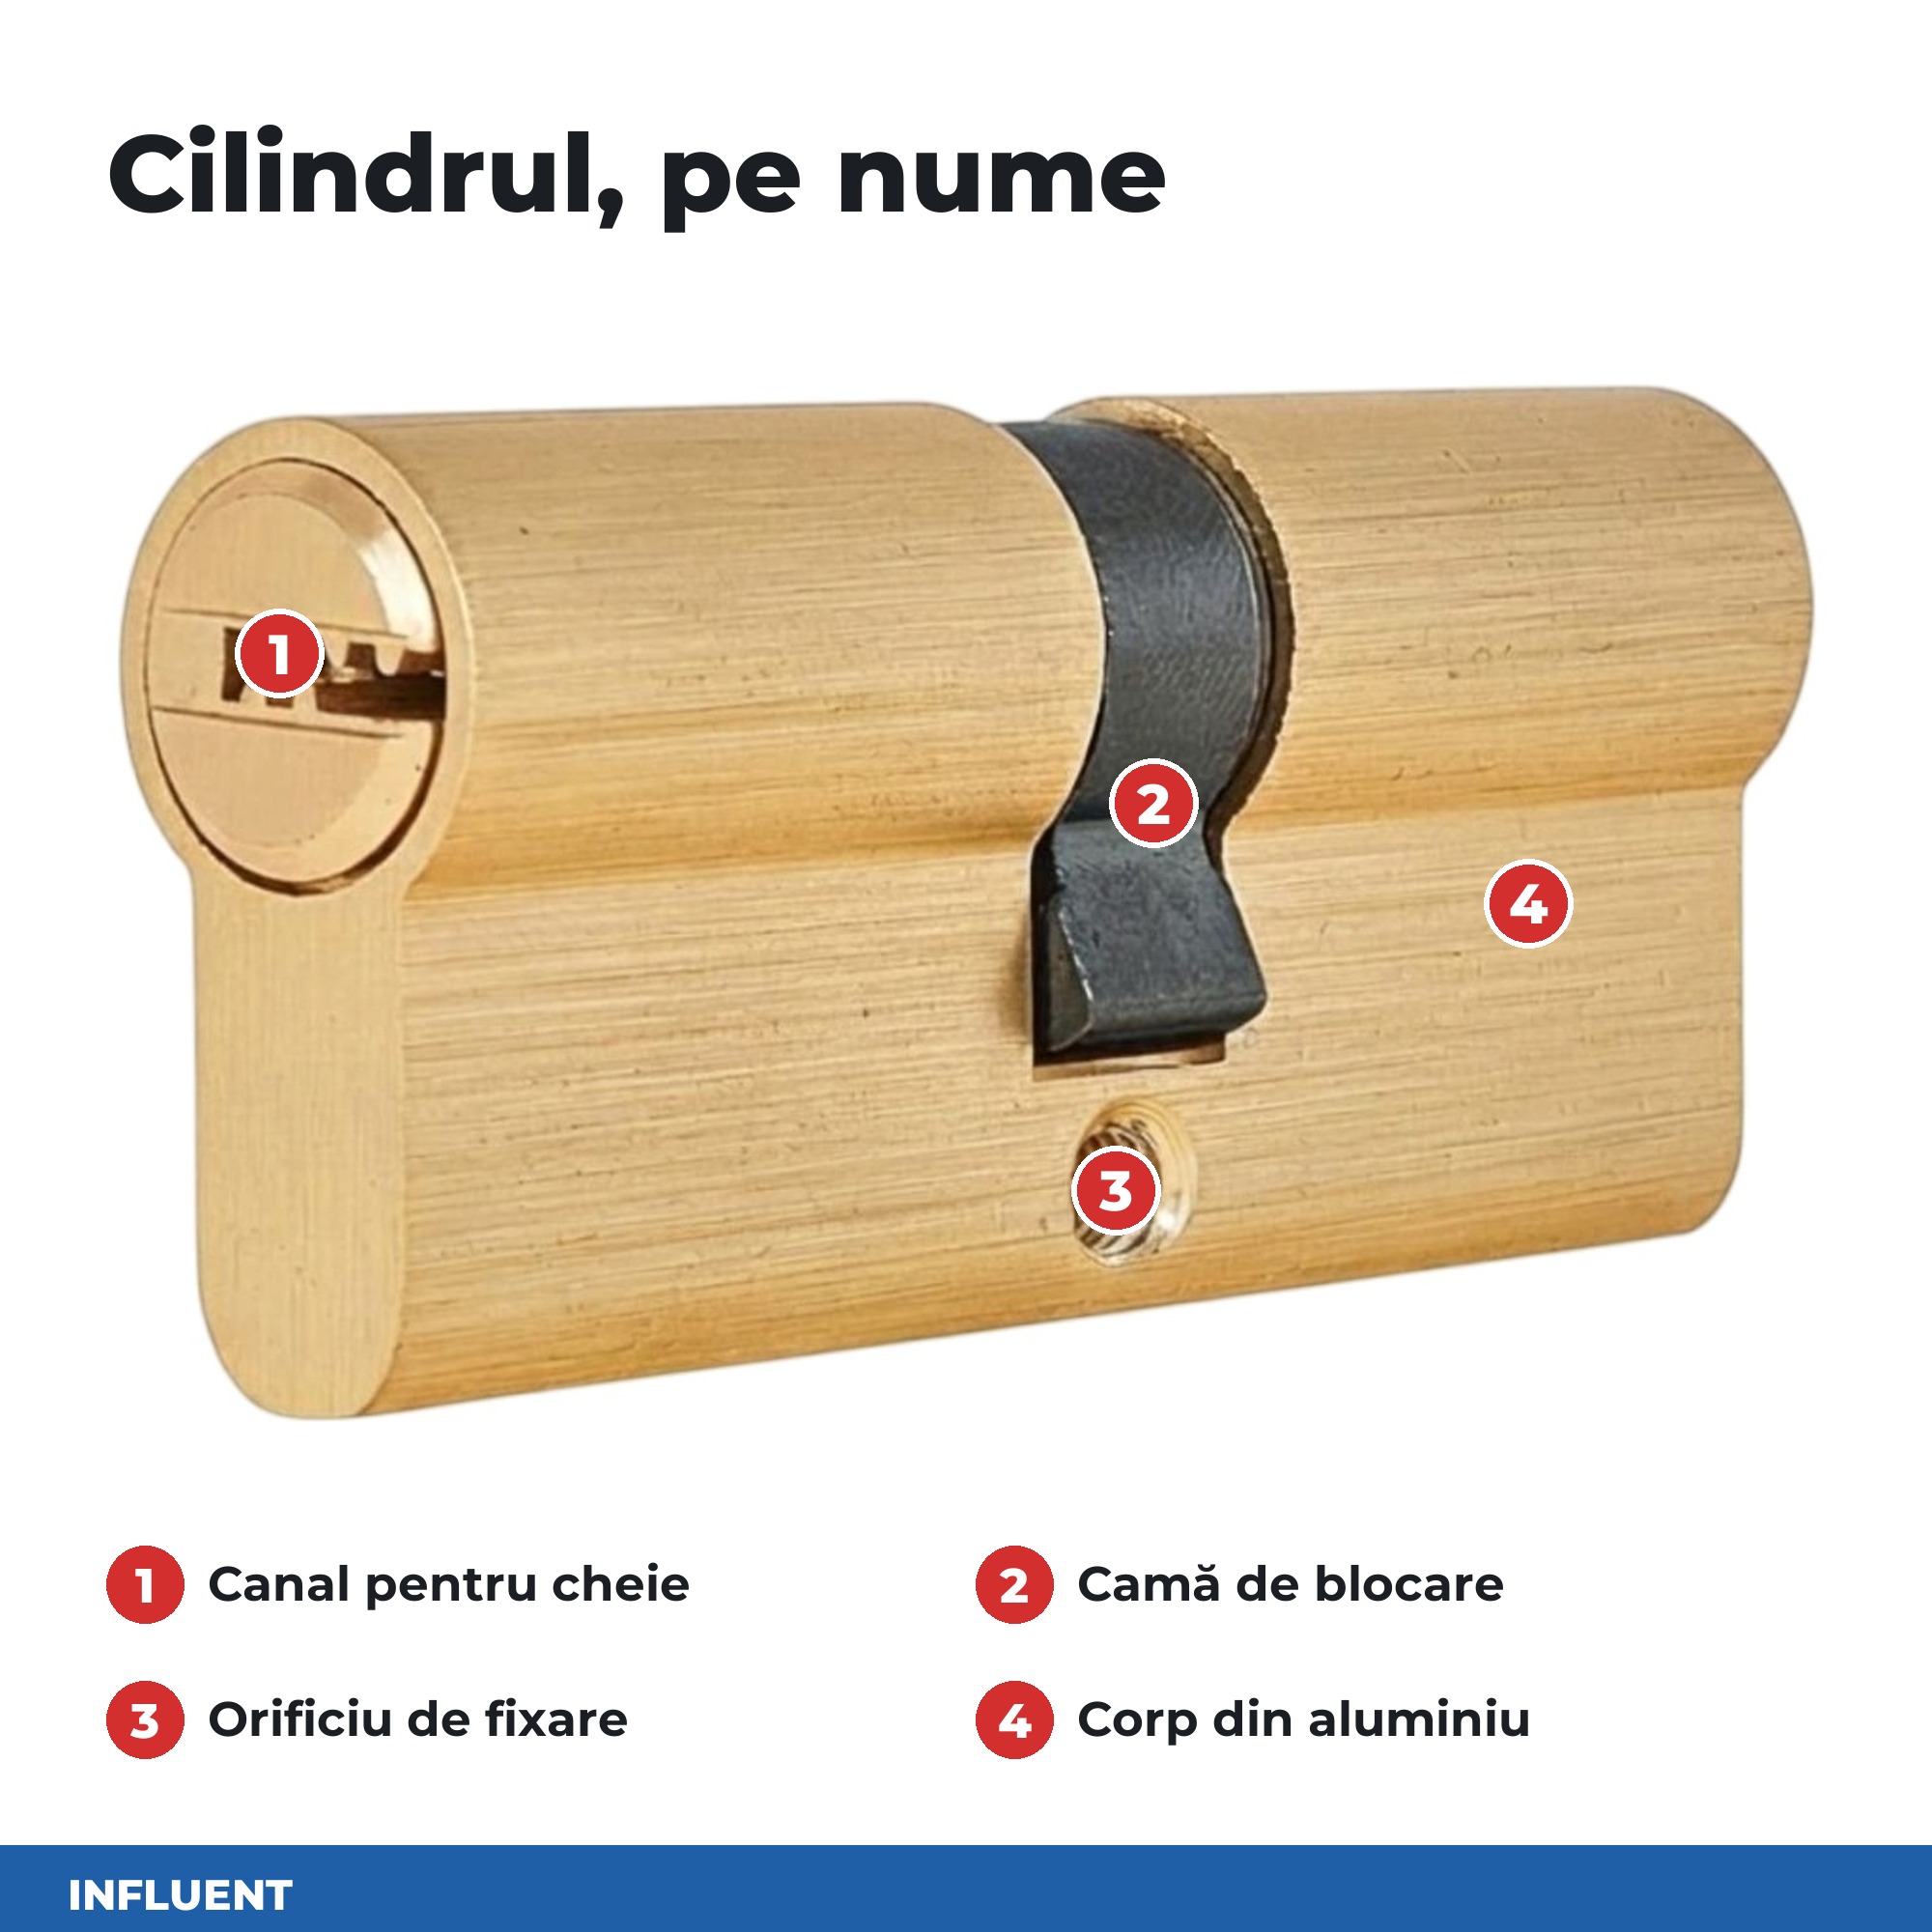 Cilindrul, pe nume
1
2
4
3
1 Canal pentru cheie
2 Camă de blocare
3 Orificiu de fixare
4 Corp din aluminiu
INFLUENT